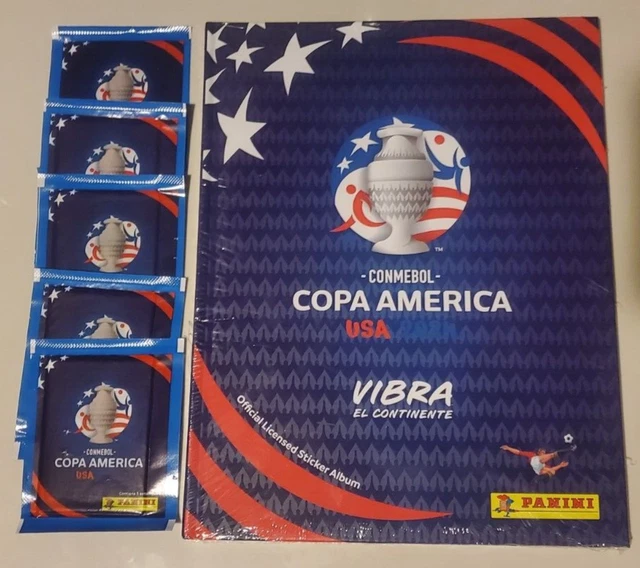 - CONMEBOL -
COPA AMERICA
USA
VIBRA
EL CONTINENTE
Official Licensed Sticker Album
PANINI
- CONMEBOL -
COPA AMERICA
USA
PANINI